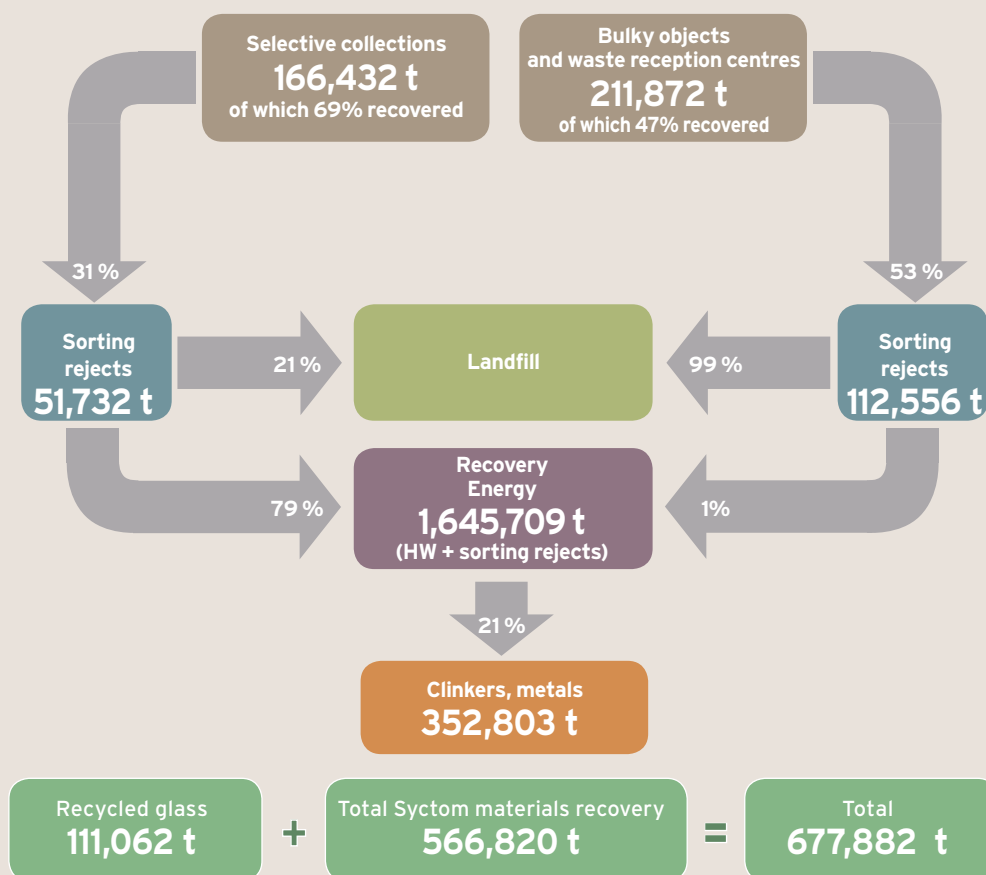 Selective collections
166,432 t
of which 69% recovered
Bulky objects
and waste reception centres
211,872 t
of which 47% recovered
31 %
53 %
Sorting
rejects
51,732 t
21 %
Landfill
99 %
Sorting
rejects
112,556 t
79 %
Recovery
Energy
1,645,709 t
(HW + sorting rejects)
1%
21 %
Clinkers, metals
352,803 t
Recycled glass
111,062 t
+
Total Syctom materials recovery
566,820 t
=
Total
677,882 t